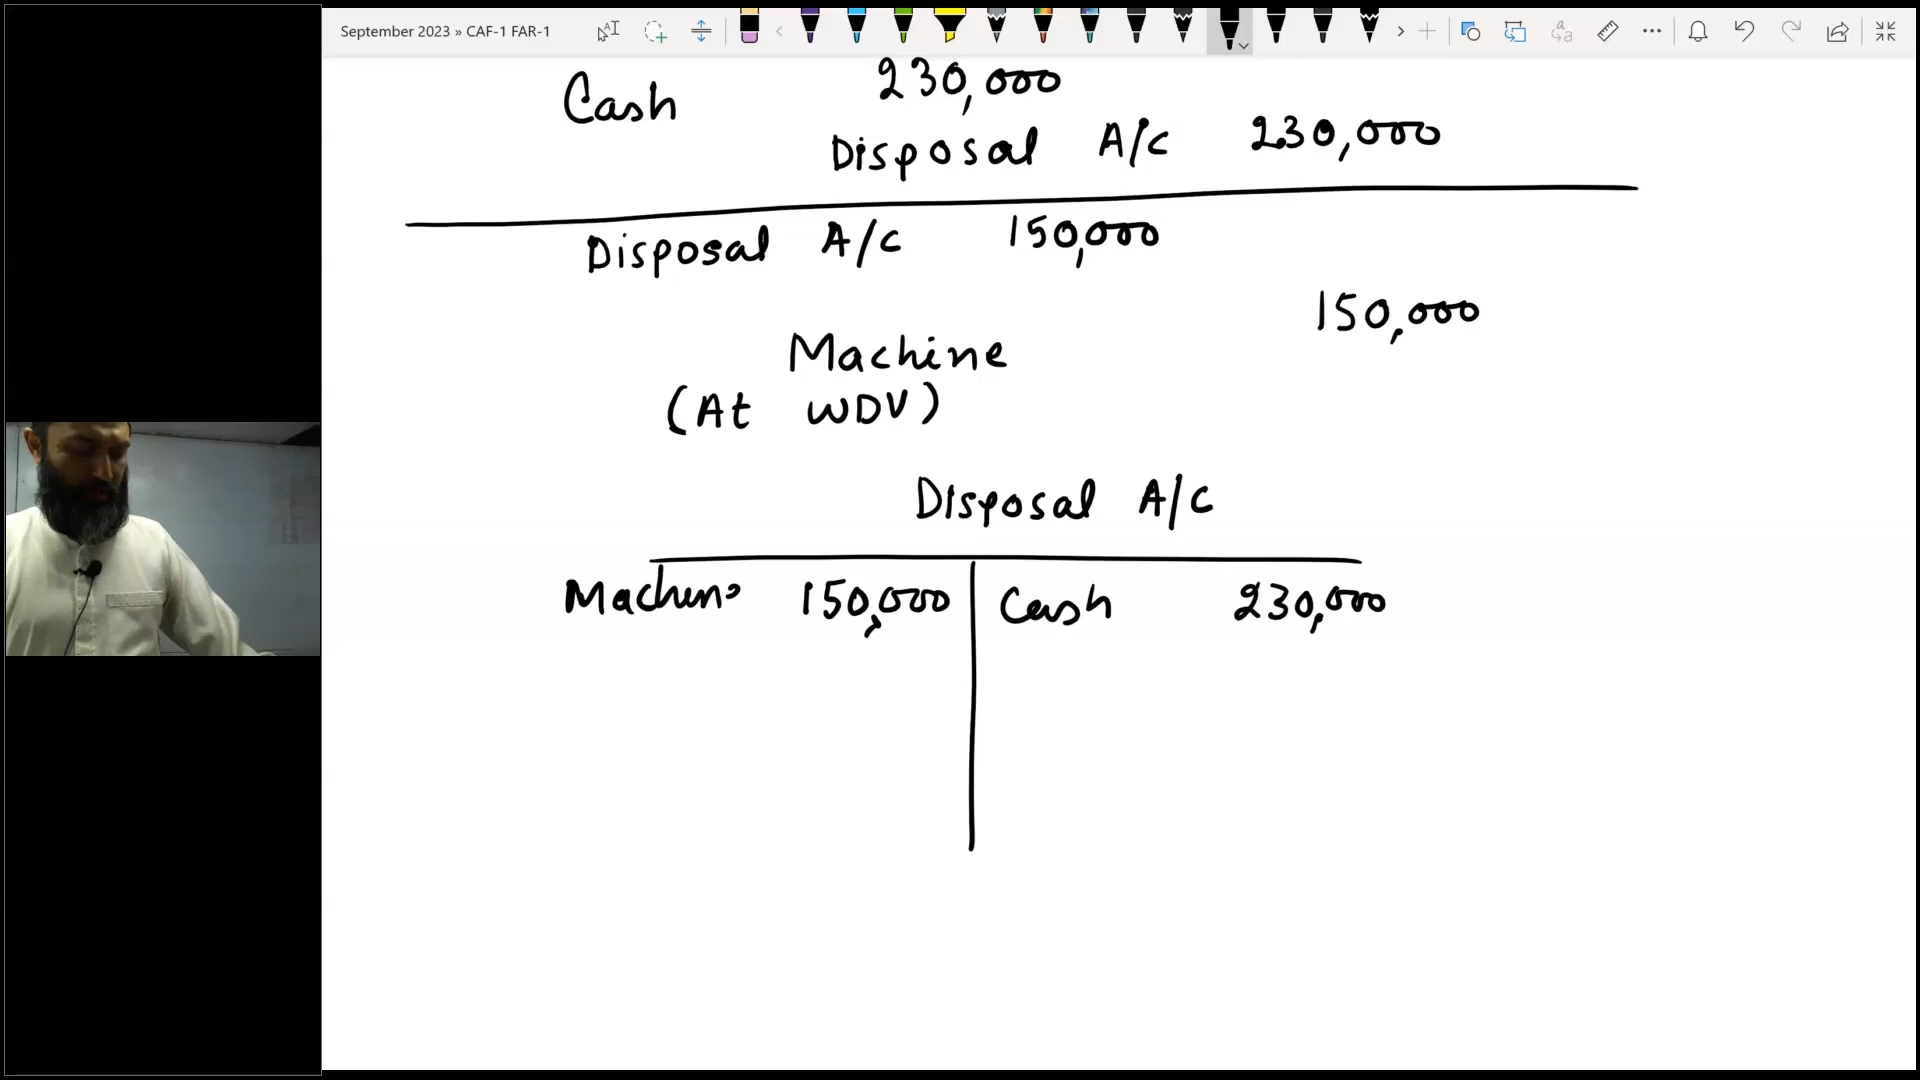 September 2023 » CAF-1 FAR-1
Cash 230,000
Disposal A/C 230,000
Disposal A/C 150,000
150,000
Machine
(At WDV)
Disposal A/C
Machine 150,000 Cash 230,000